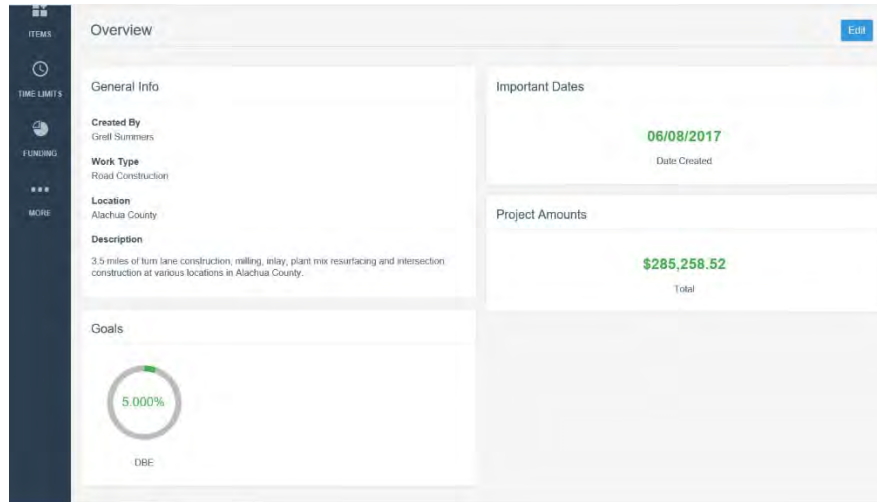 ITEMS
TIME LIMITS
FUNDING
MORE
Overview
Edit
General Info
Created By
Grell Summers
Work Type
Road Construction
Location
Alachua County
Description
3.5 miles of turn lane construction, milling, inlay, plant mix resurfacing and intersection
construction at various locations in Alachua County.
Goals
5.000%
DBE
Important Dates
06/08/2017
Date Created
Project Amounts
$285,258.52
Total